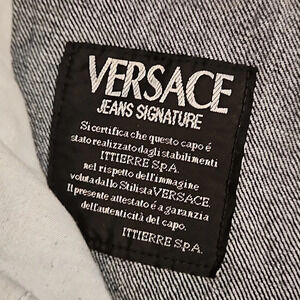 VERSACE
JEANS SIGNATURE
Si certifica che questo capo é
stato realizzato dagli stabilimenti
ITTIERRE S.P.A.
nel rispetto dell'immagine
voluta dallo Stilista VERSACE.
Il presente attestato é a garanzia
dell'autenticità del capo.
ITTIERRE S.P.A.